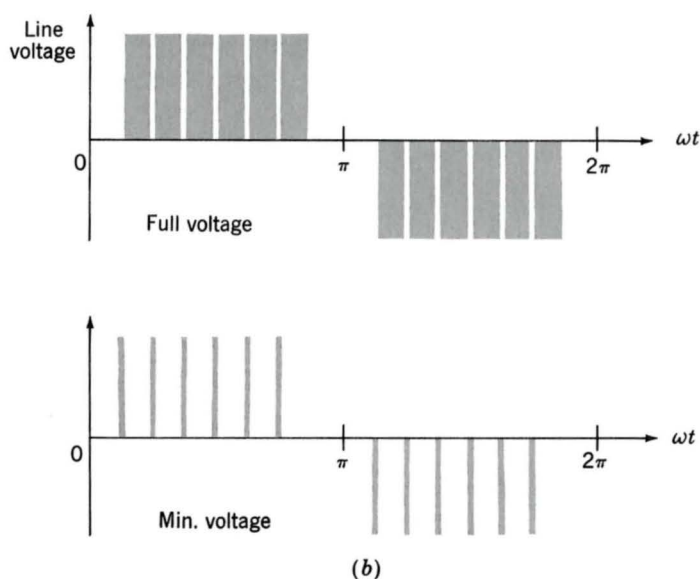 Line
voltage
0
π
2π
ωt
Full voltage
0
π
2π
ωt
Min. voltage
(b)